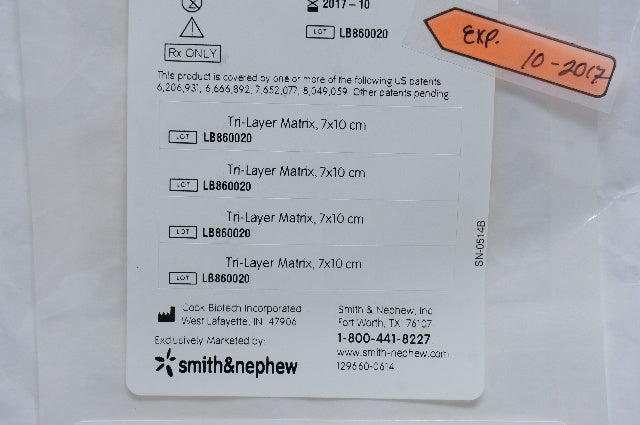 2017-10
LOT LB860020
EXP. 10-2017
Rx ONLY
This product is covered by one or more of the following US patents
6,206,931, 6,666,892, 7,652,077, 8,049,059. Other patents pending.
Tri-Layer Matrix, 7x10 cm
LOT LB860020
Tri-Layer Matrix, 7x10 cm
LOT LB860020
Tri-Layer Matrix, 7x10 cm
LOT LB860020
Tri-Layer Matrix, 7x10 cm
LOT LB860020
SN-0514B
Cook Biotech Incorporated
West Lafayette, IN 47906
Exclusively Marketed by:
smith&nephew
Smith & Nephew, Inc
Fort Worth, TX 76107
1-800-441-8227
www.smith-nephew.com
129660-0614